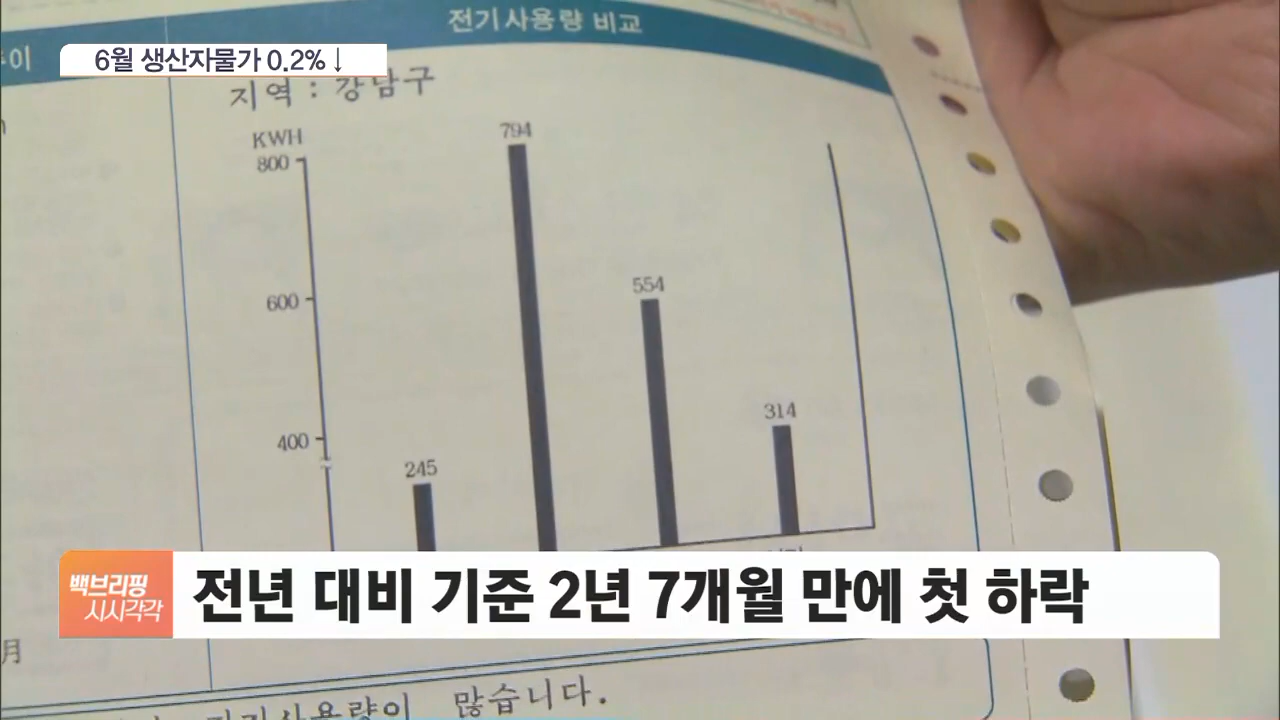 전기사용량 비교
6월 생산자물가 0.2%↓
지역 : 강남구
KWH
800
600
400
794
554
314
245
백브리핑
시시각각
전년 대비 기준 2년 7개월 만에 첫 하락
月
많습니다.